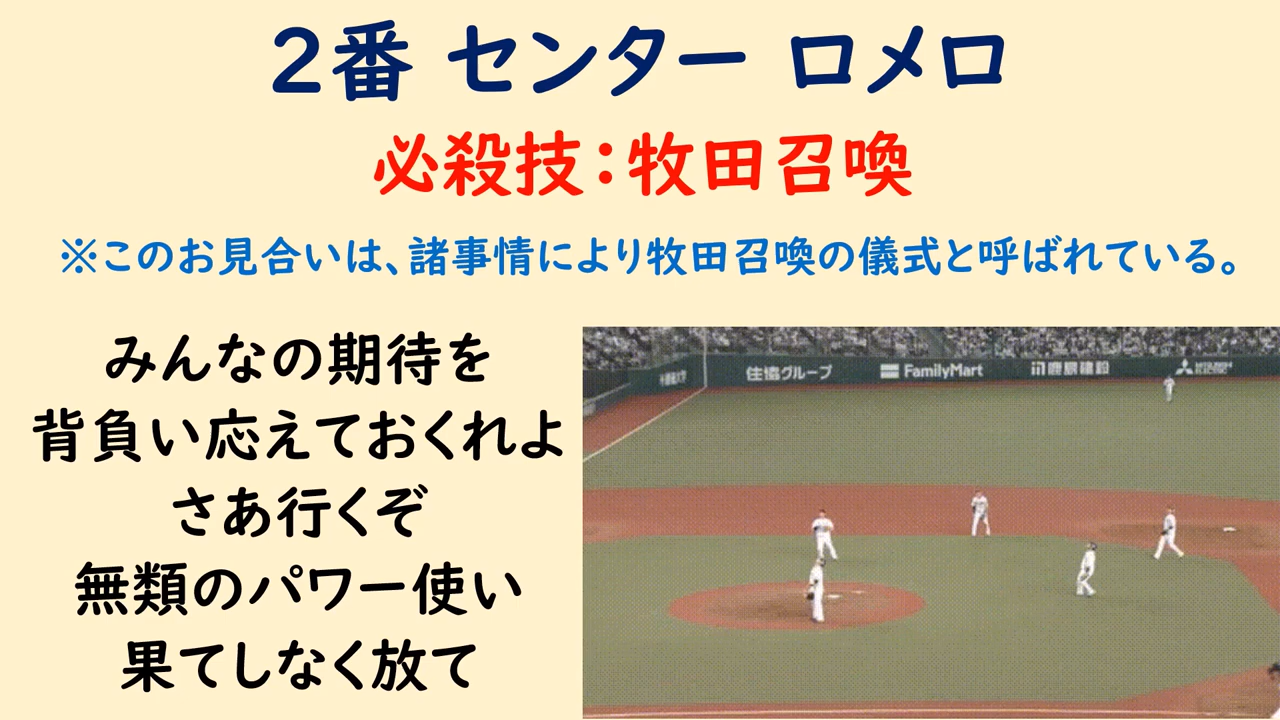 2番 センター ロメロ
必殺技：牧田召喚
※このお見合いは、諸事情により牧田召喚の儀式と呼ばれている。
みんなの期待を
背負い応えておくれよ
さあ行くぞ
無類のパワー使い
果てしなく放て
住協グループ
FamilyMart
鹿島建設
MITSUBISHI ELECTRIC